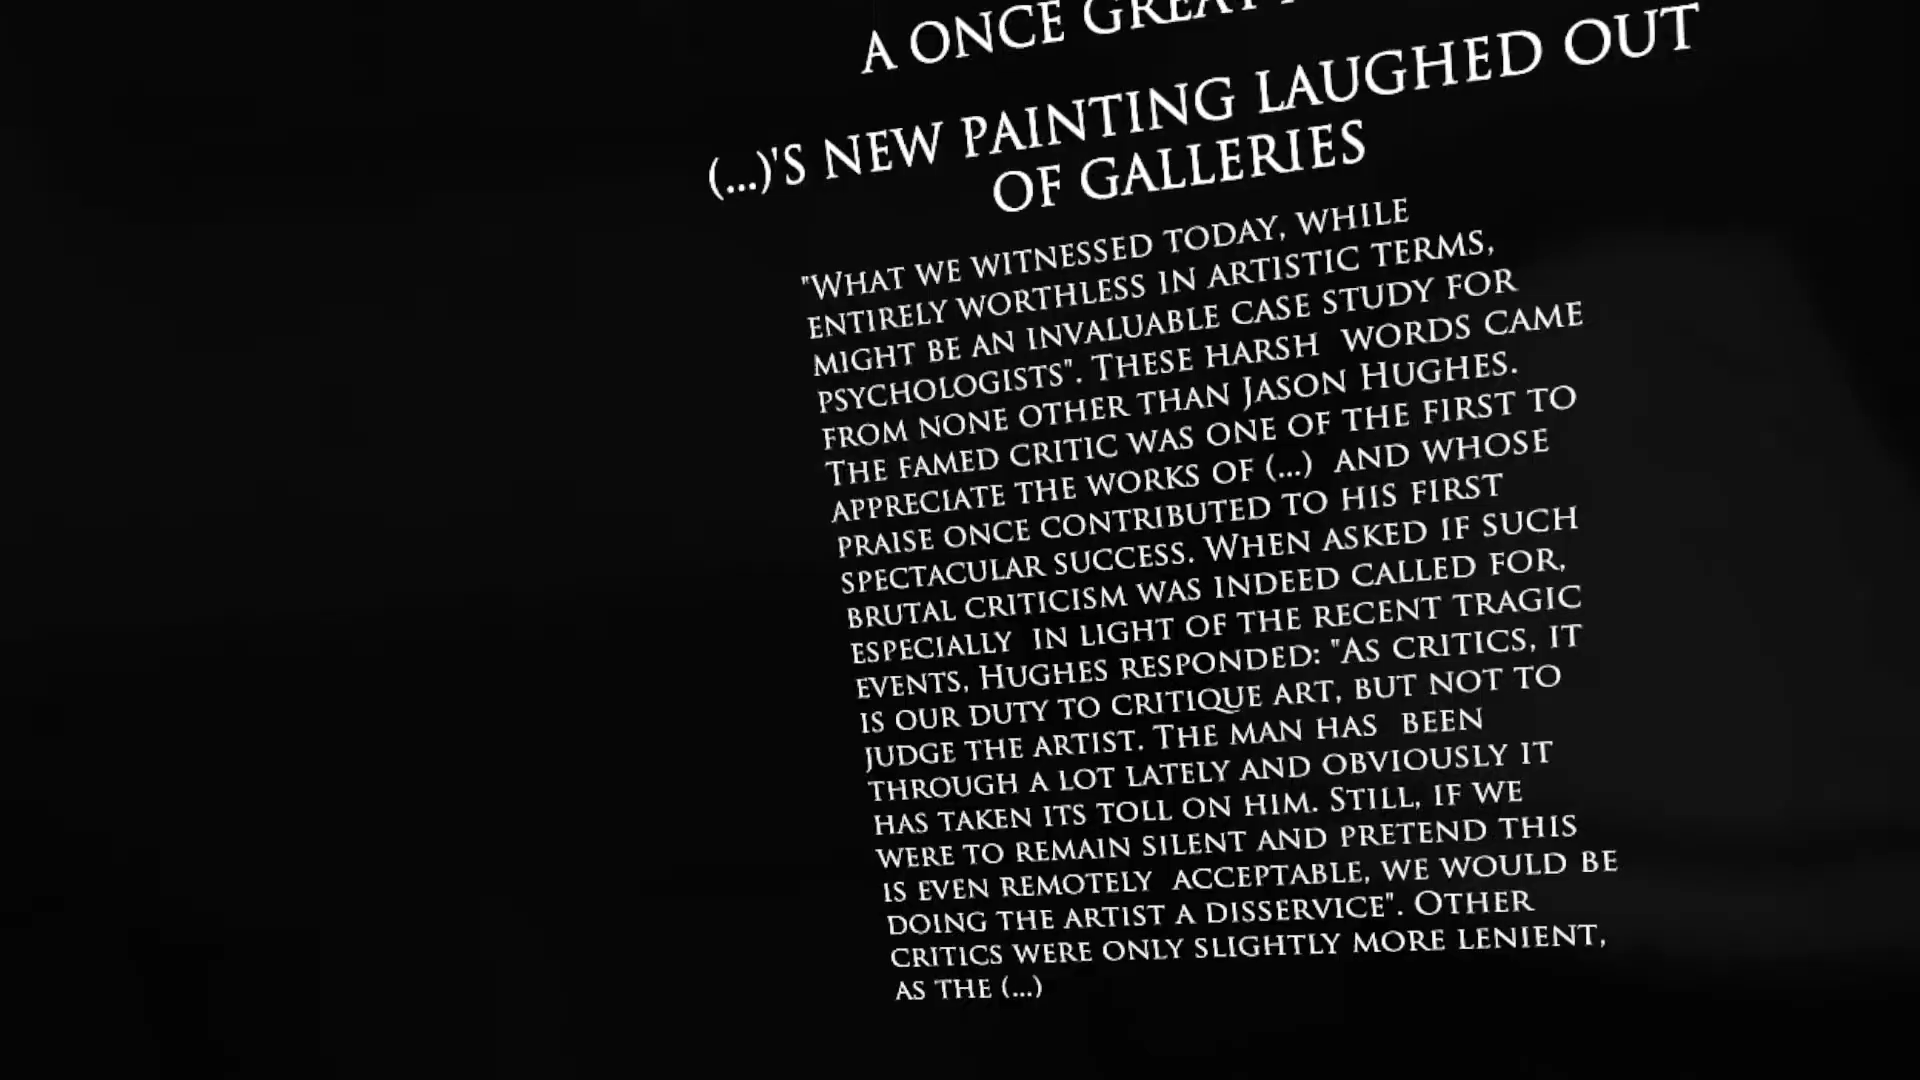 A ONCE GREAT
(...)'S NEW PAINTING LAUGHED OUT
OF GALLERIES
"WHAT WE WITNESSED TODAY, WHILE
ENTIRELY WORTHLESS IN ARTISTIC TERMS,
MIGHT BE AN INVALUABLE CASE STUDY FOR
PSYCHOLOGISTS". THESE HARSH WORDS CAME
FROM NONE OTHER THAN JASON HUGHES.
THE FAMED CRITIC WAS ONE OF THE FIRST TO
APPRECIATE THE WORKS OF (...) AND WHOSE
PRAISE ONCE CONTRIBUTED TO HIS FIRST
SPECTACULAR SUCCESS. WHEN ASKED IF SUCH
BRUTAL CRITICISM WAS INDEED CALLED FOR,
ESPECIALLY IN LIGHT OF THE RECENT TRAGIC
EVENTS, HUGHES RESPONDED: "AS CRITICS, IT
IS OUR DUTY TO CRITIQUE ART, BUT NOT TO
JUDGE THE ARTIST. THE MAN HAS BEEN
THROUGH A LOT LATELY AND OBVIOUSLY IT
HAS TAKEN ITS TOLL ON HIM. STILL, IF WE
WERE TO REMAIN SILENT AND PRETEND THIS
IS EVEN REMOTELY ACCEPTABLE, WE WOULD BE
DOING THE ARTIST A DISSERVICE". OTHER
CRITICS WERE ONLY SLIGHTLY MORE LENIENT,
AS THE (...)